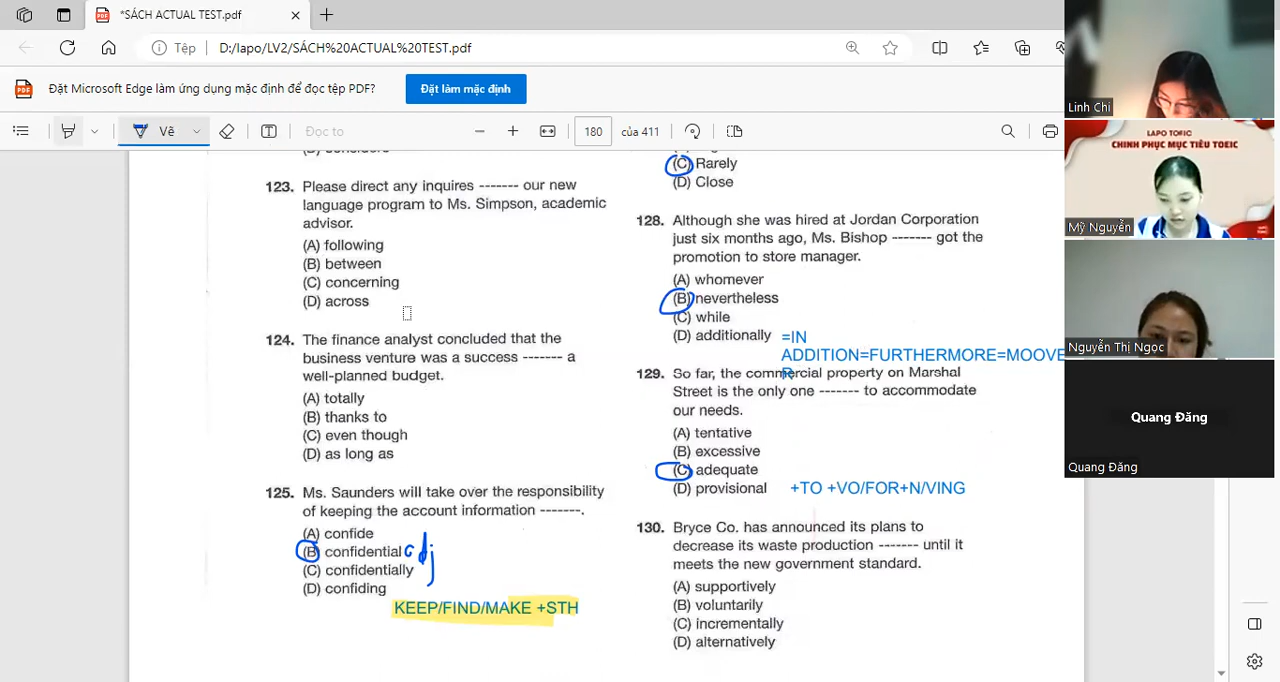 *SÁCH ACTUAL TEST.pdf
Tệp
D:/lapo/LV2/SÁCH%20ACTUAL%20TEST.pdf
Đặt Microsoft Edge làm ứng dụng mặc định để đọc tệp PDF?
Đặt làm mặc định
Vẽ
Đọc to
180
của 411
123. Please direct any inquires ------- our new
language program to Ms. Simpson, academic
advisor.
(A) following
(B) between
(C) concerning
(D) across
124. The finance analyst concluded that the
business venture was a success ------- a
well-planned budget.
(A) totally
(B) thanks to
(C) even though
(D) as long as
125. Ms. Saunders will take over the responsibility
of keeping the account information -------.
(A) confide
(B) confidential adj
(C) confidentially
(D) confiding
KEEP/FIND/MAKE +STH
(C) Rarely
(D) Close
128. Although she was hired at Jordan Corporation
just six months ago, Ms. Bishop ------- got the
promotion to store manager.
(A) whomever
(B) nevertheless
(C) while
(D) additionally
=IN
ADDITION=FURTHERMORE=MOOVE
R
129. So far, the commercial property on Marshal
Street is the only one ------- to accommodate
our needs.
(A) tentative
(B) excessive
(C) adequate
(D) provisional
+TO +VO/FOR+N/VING
130. Bryce Co. has announced its plans to
decrease its waste production ------- until it
meets the new government standard.
(A) supportively
(B) voluntarily
(C) incrementally
(D) alternatively
Linh Chi
LAPO TOEIC
CHINH PHỤC MỤC TIÊU TOEIC
Mỹ Nguyễn
Nguyễn Thị Ngọc
Quang Đăng
Quang Đăng